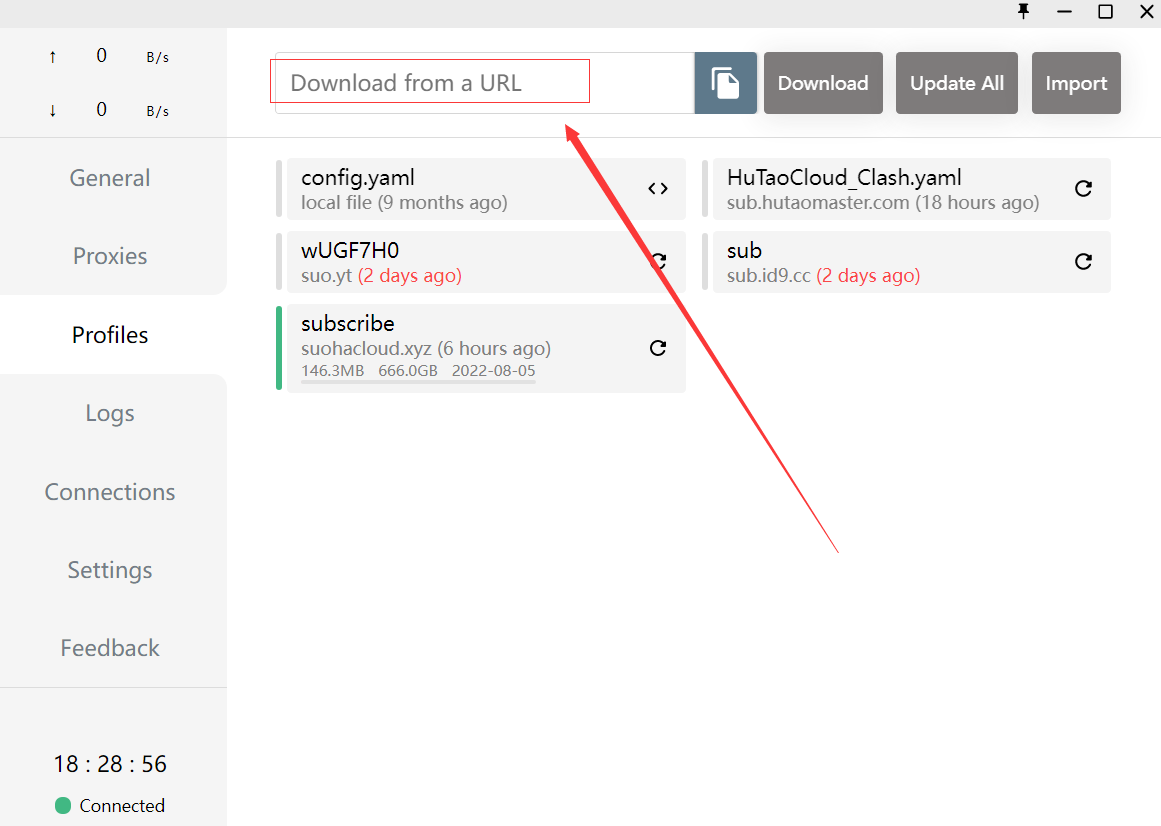 ↑ 0 B/s
↓ 0 B/s
Download from a URL
Download
Update All
Import
General
Proxies
Profiles
Logs
Connections
Settings
Feedback
18 : 28 : 56
Connected
config.yaml
local file (9 months ago)
HuTaoCloud_Clash.yaml
sub.hutaomaster.com (18 hours ago)
wUGF7H0
suo.yt (2 days ago)
sub
sub.id9.cc (2 days ago)
subscribe
suohacloud.xyz (6 hours ago)
146.3MB 666.0GB 2022-08-05